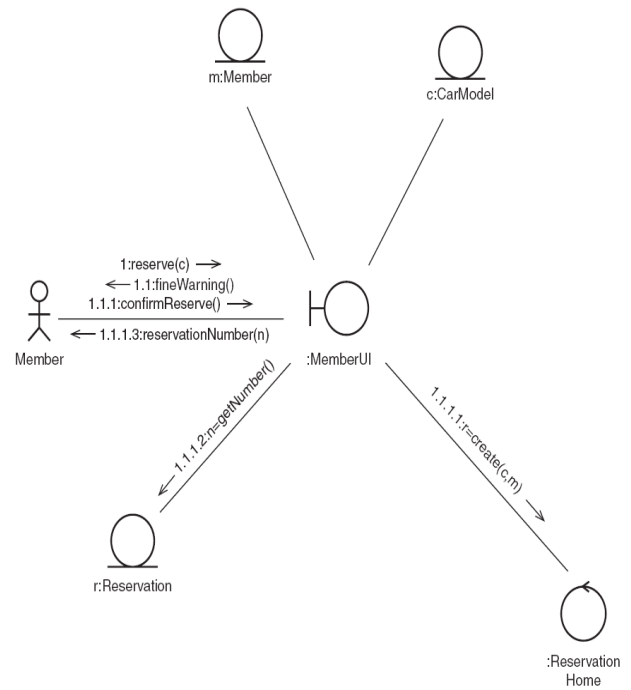 m:Member
c:CarModel
1:reserve(c)
1.1:fineWarning()
1.1.1:confirmReserve()
1.1.1.3:reservationNumber(n)
Member
:MemberUI
1.1.1.2:n=getNumber()
1.1.1.1:r=create(c,m)
r:Reservation
:Reservation
Home